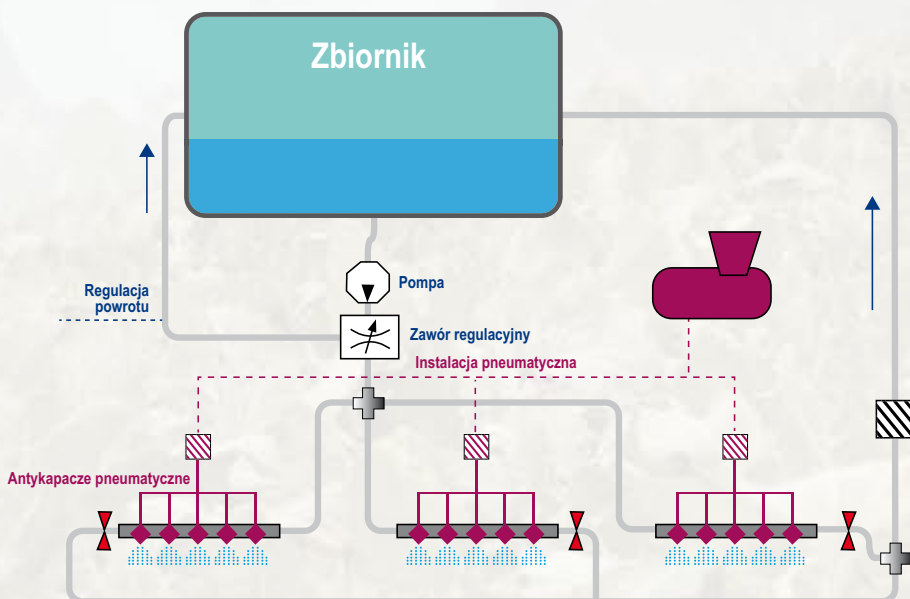 Zbiornik
Pompa
Regulacja
powrotu
Zawór regulacyjny
Instalacja pneumatyczna
Antykapacze pneumatyczne